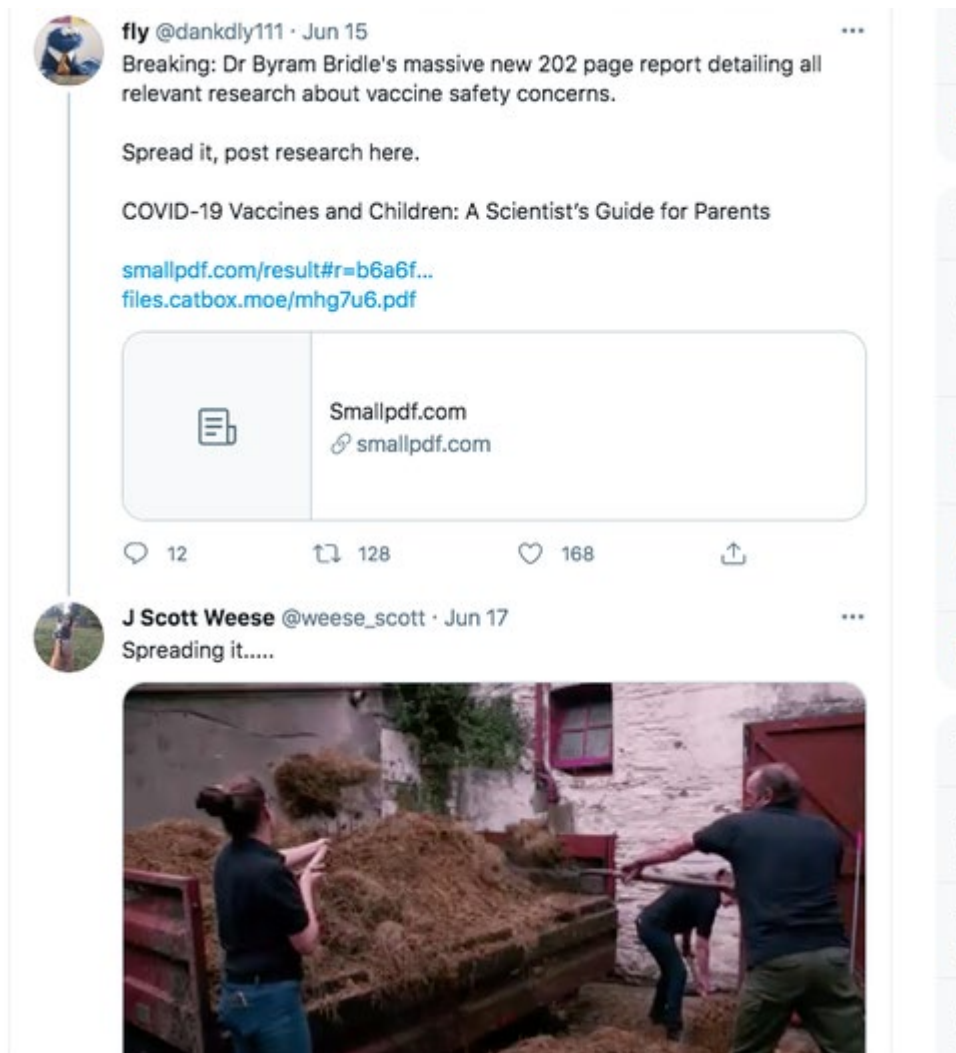 fly @dankdly111 · Jun 15
Breaking: Dr Byram Bridle's massive new 202 page report detailing all
relevant research about vaccine safety concerns.
Spread it, post research here.
COVID-19 Vaccines and Children: A Scientist's Guide for Parents
smallpdf.com/result#r=b6a6f...
files.catbox.moe/mhg7u6.pdf
Smallpdf.com
smallpdf.com
12 128 168
J Scott Weese @weese_scott · Jun 17
Spreading it.....